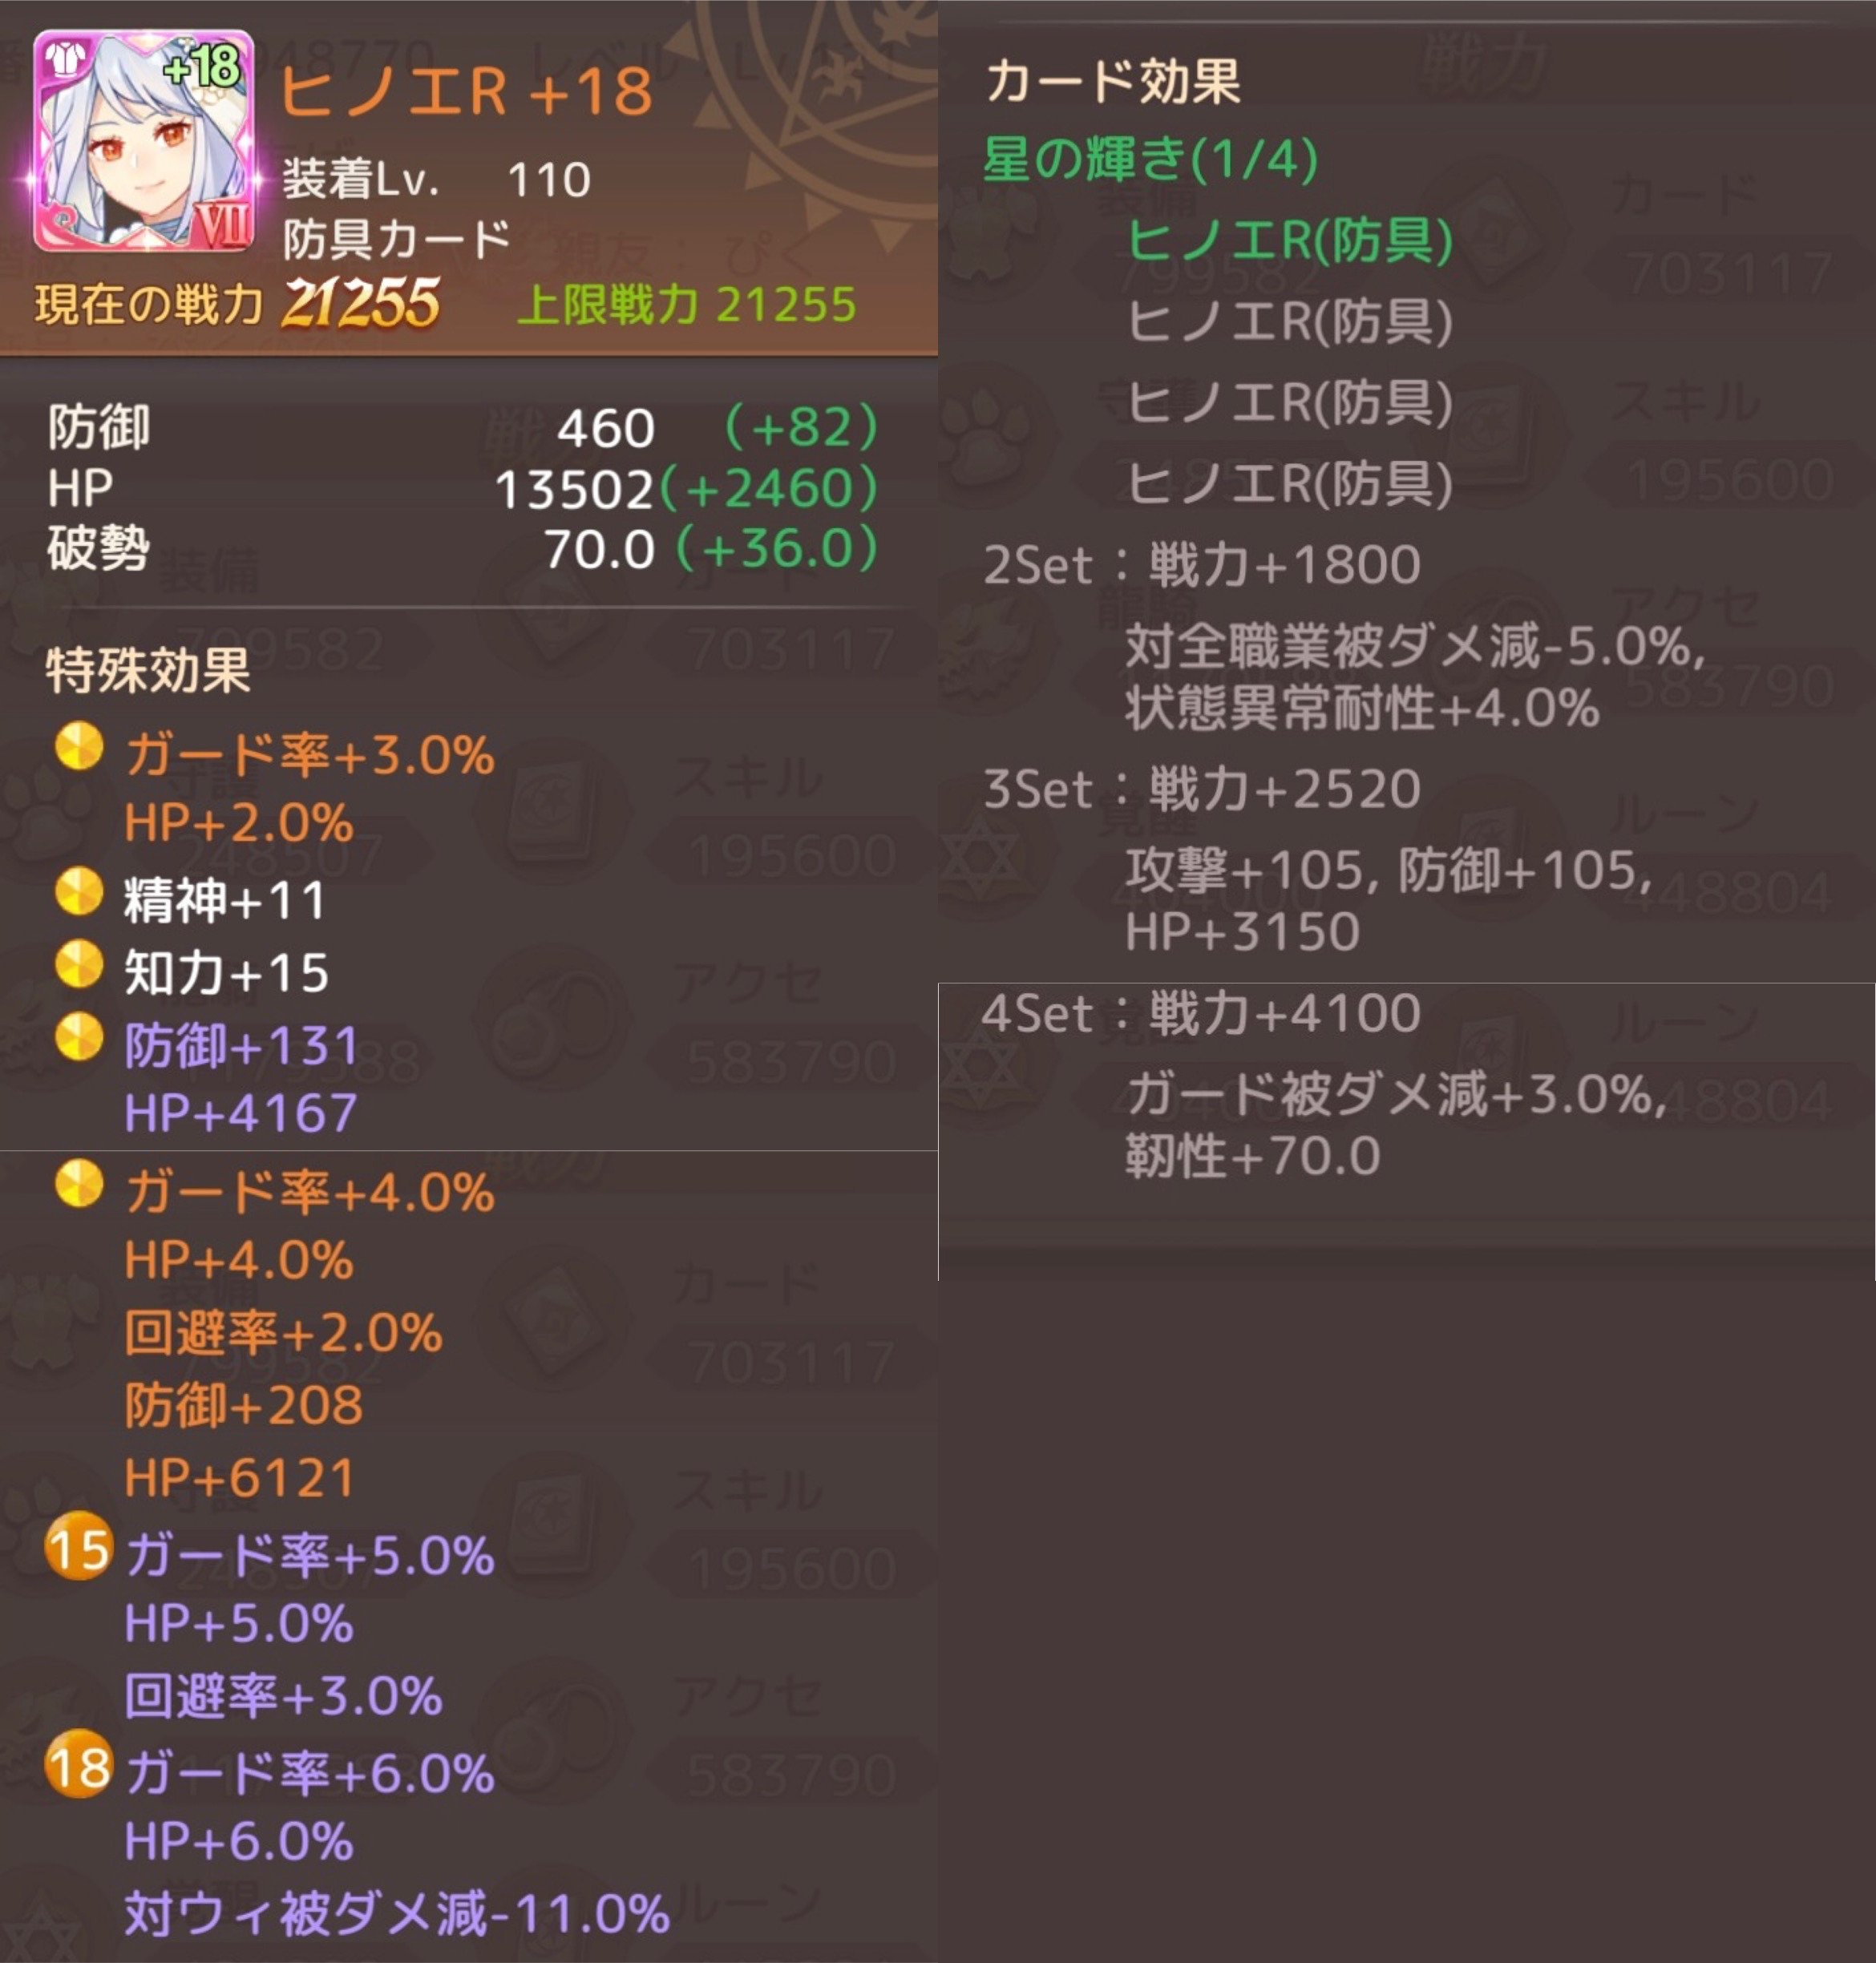 +18
VII
ヒノエR +18
装着Lv. 110
防具カード
現在の戦力 21255 上限戦力 21255
防御 460 (+82)
HP 13502(+2460)
破勢 70.0 (+36.0)
特殊効果
ガード率+3.0%
HP+2.0%
精神+11
知力+15
防御+131
HP+4167
ガード率+4.0%
HP+4.0%
回避率+2.0%
防御+208
HP+6121
15 ガード率+5.0%
HP+5.0%
回避率+3.0%
18 ガード率+6.0%
HP+6.0%
対ウィ被ダメ減-11.0%
カード効果
星の輝き(1/4)
ヒノエR(防具)
ヒノエR(防具)
ヒノエR(防具)
ヒノエR(防具)
2Set：戦力+1800
対全職業被ダメ減-5.0%,
状態異常耐性+4.0%
3Set：戦力+2520
攻撃+105, 防御+105,
HP+3150
4Set：戦力+4100
ガード被ダメ減+3.0%,
靭性+70.0